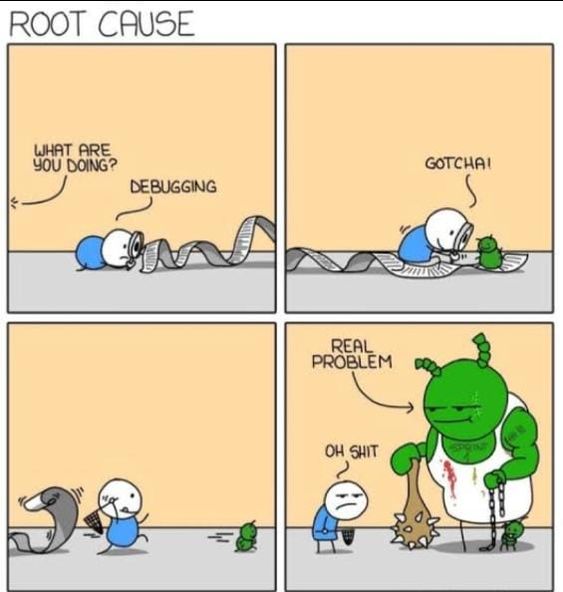 ROOT CAUSE
WHAT ARE
YOU DOING?
DEBUGGING
GOTCHA!
REAL
PROBLEM
OH SHIT